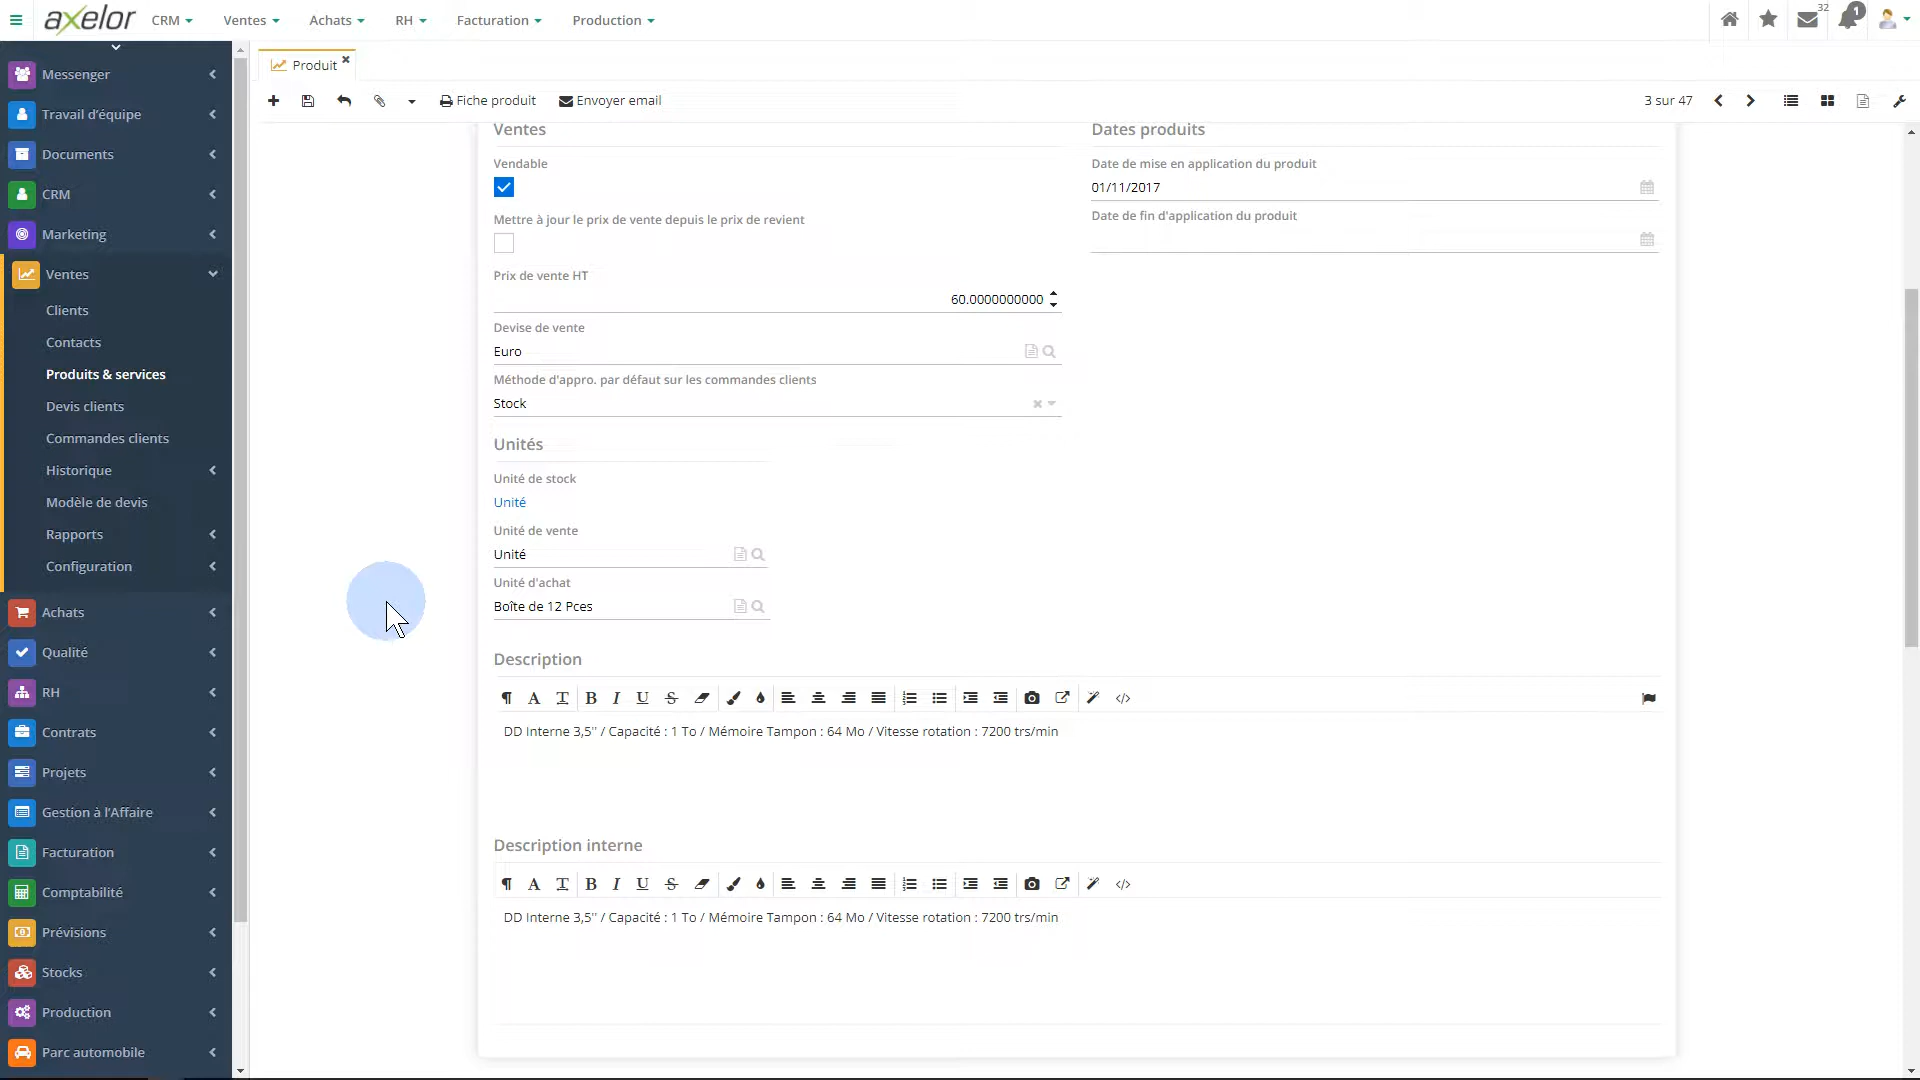 axelor
CRM
Ventes
Achats
RH
Facturation
Production
32
1
Messenger
Travail d'équipe
Documents
CRM
Marketing
Ventes
Clients
Contacts
Produits & services
Devis clients
Commandes clients
Historique
Modèle de devis
Rapports
Configuration
Achats
Qualité
RH
Contrats
Projets
Gestion à l'Affaire
Facturation
Comptabilité
Prévisions
Stocks
Production
Parc automobile
Produit
Fiche produit
Envoyer email
3 sur 47
Ventes
Vendable
Mettre à jour le prix de vente depuis le prix de revient
Prix de vente HT
60.0000000000
Devise de vente
Euro
Méthode d'appro. par défaut sur les commandes clients
Stock
Dates produits
Date de mise en application du produit
01/11/2017
Date de fin d'application du produit
Unités
Unité de stock
Unité
Unité de vente
Unité
Unité d'achat
Boîte de 12 Pces
Description
DD Interne 3,5'' / Capacité : 1 To / Mémoire Tampon : 64 Mo / Vitesse rotation : 7200 trs/min
Description interne
DD Interne 3,5'' / Capacité : 1 To / Mémoire Tampon : 64 Mo / Vitesse rotation : 7200 trs/min